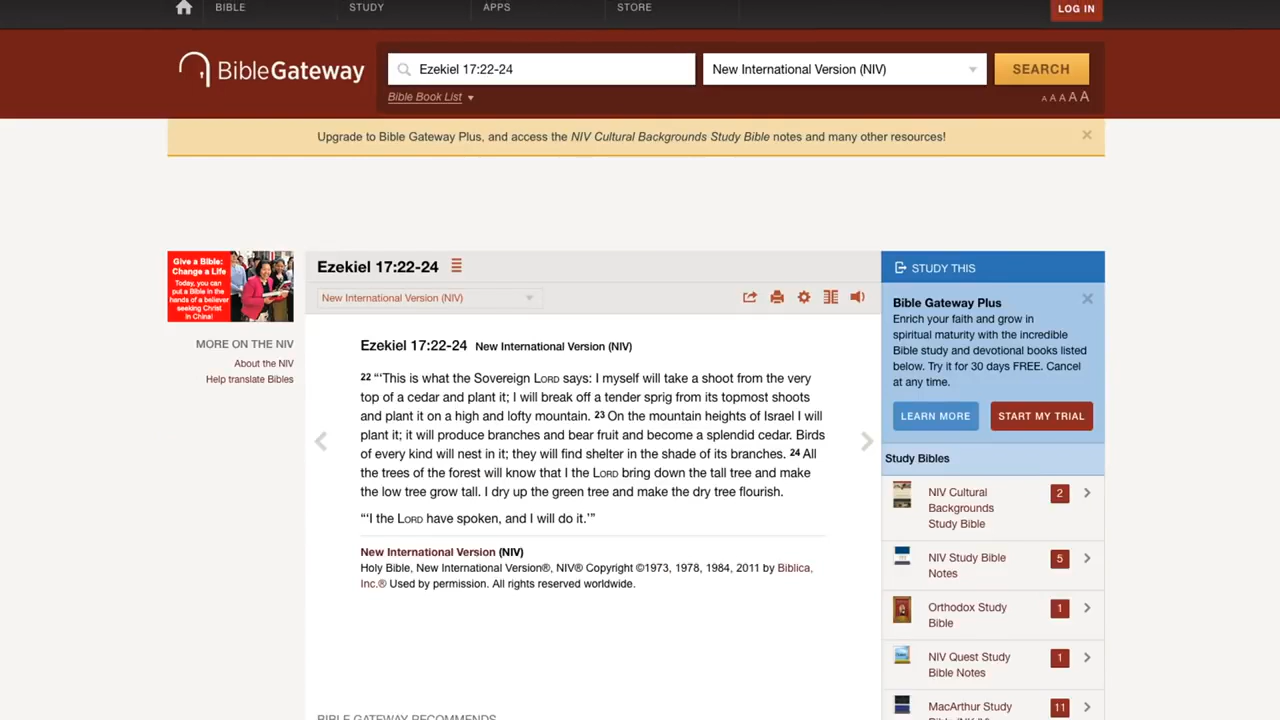 BIBLE STUDY APPS STORE LOG IN
BibleGateway Ezekiel 17:22-24 New International Version (NIV) SEARCH
Bible Book List A A A A A
Upgrade to Bible Gateway Plus, and access the NIV Cultural Backgrounds Study Bible notes and many other resources!
Give a Bible:
Change a Life
Today, you can
put a Bible in the
hands of a believer
seeking Christ
in China!
MORE ON THE NIV
About the NIV
Help translate Bibles
Ezekiel 17:22-24
New International Version (NIV)
Ezekiel 17:22-24 New International Version (NIV)
22 “‘This is what the Sovereign LORD says: I myself will take a shoot from the very
top of a cedar and plant it; I will break off a tender sprig from its topmost shoots
and plant it on a high and lofty mountain. 23 On the mountain heights of Israel I will
plant it; it will produce branches and bear fruit and become a splendid cedar. Birds
of every kind will nest in it; they will find shelter in the shade of its branches. 24 All
the trees of the forest will know that I the LORD bring down the tall tree and make
the low tree grow tall. I dry up the green tree and make the dry tree flourish.
“‘I the LORD have spoken, and I will do it.’”
New International Version (NIV)
Holy Bible, New International Version®, NIV® Copyright ©1973, 1978, 1984, 2011 by Biblica,
Inc.® Used by permission. All rights reserved worldwide.
BIBLE GATEWAY RECOMMENDS
STUDY THIS
Bible Gateway Plus
Enrich your faith and grow in
spiritual maturity with the incredible
Bible study and devotional books listed
below. Try it for 30 days FREE. Cancel
at any time.
LEARN MORE START MY TRIAL
Study Bibles
NIV Cultural
Backgrounds
Study Bible
2
NIV Study Bible
Notes
5
Orthodox Study
Bible
1
NIV Quest Study
Bible Notes
1
MacArthur Study
11